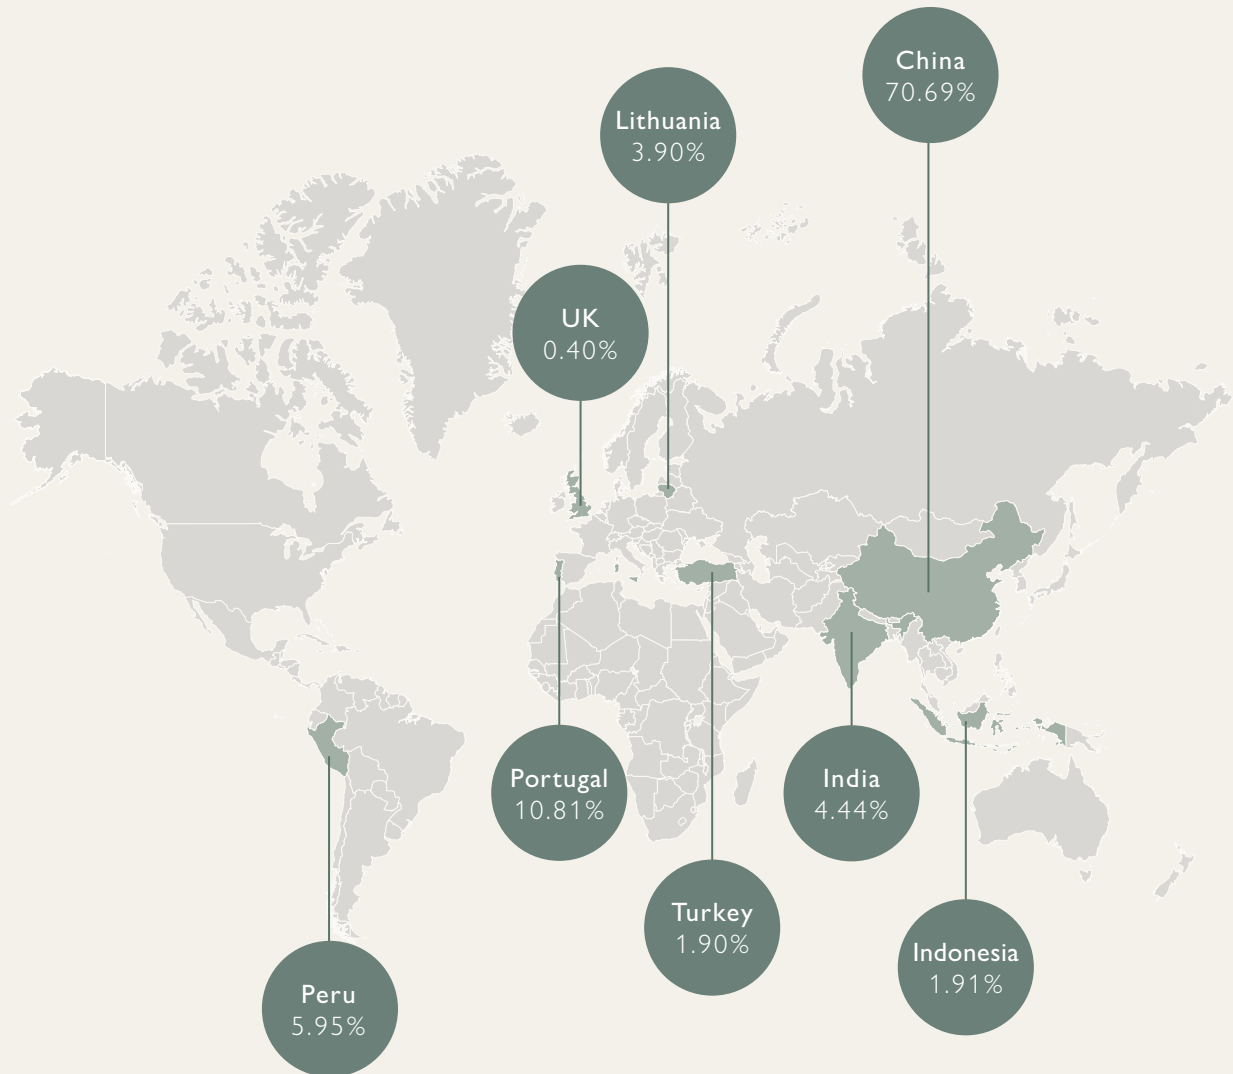 China
70.69%
Lithuania
3.90%
UK
0.40%
Portugal
10.81%
India
4.44%
Turkey
1.90%
Indonesia
1.91%
Peru
5.95%